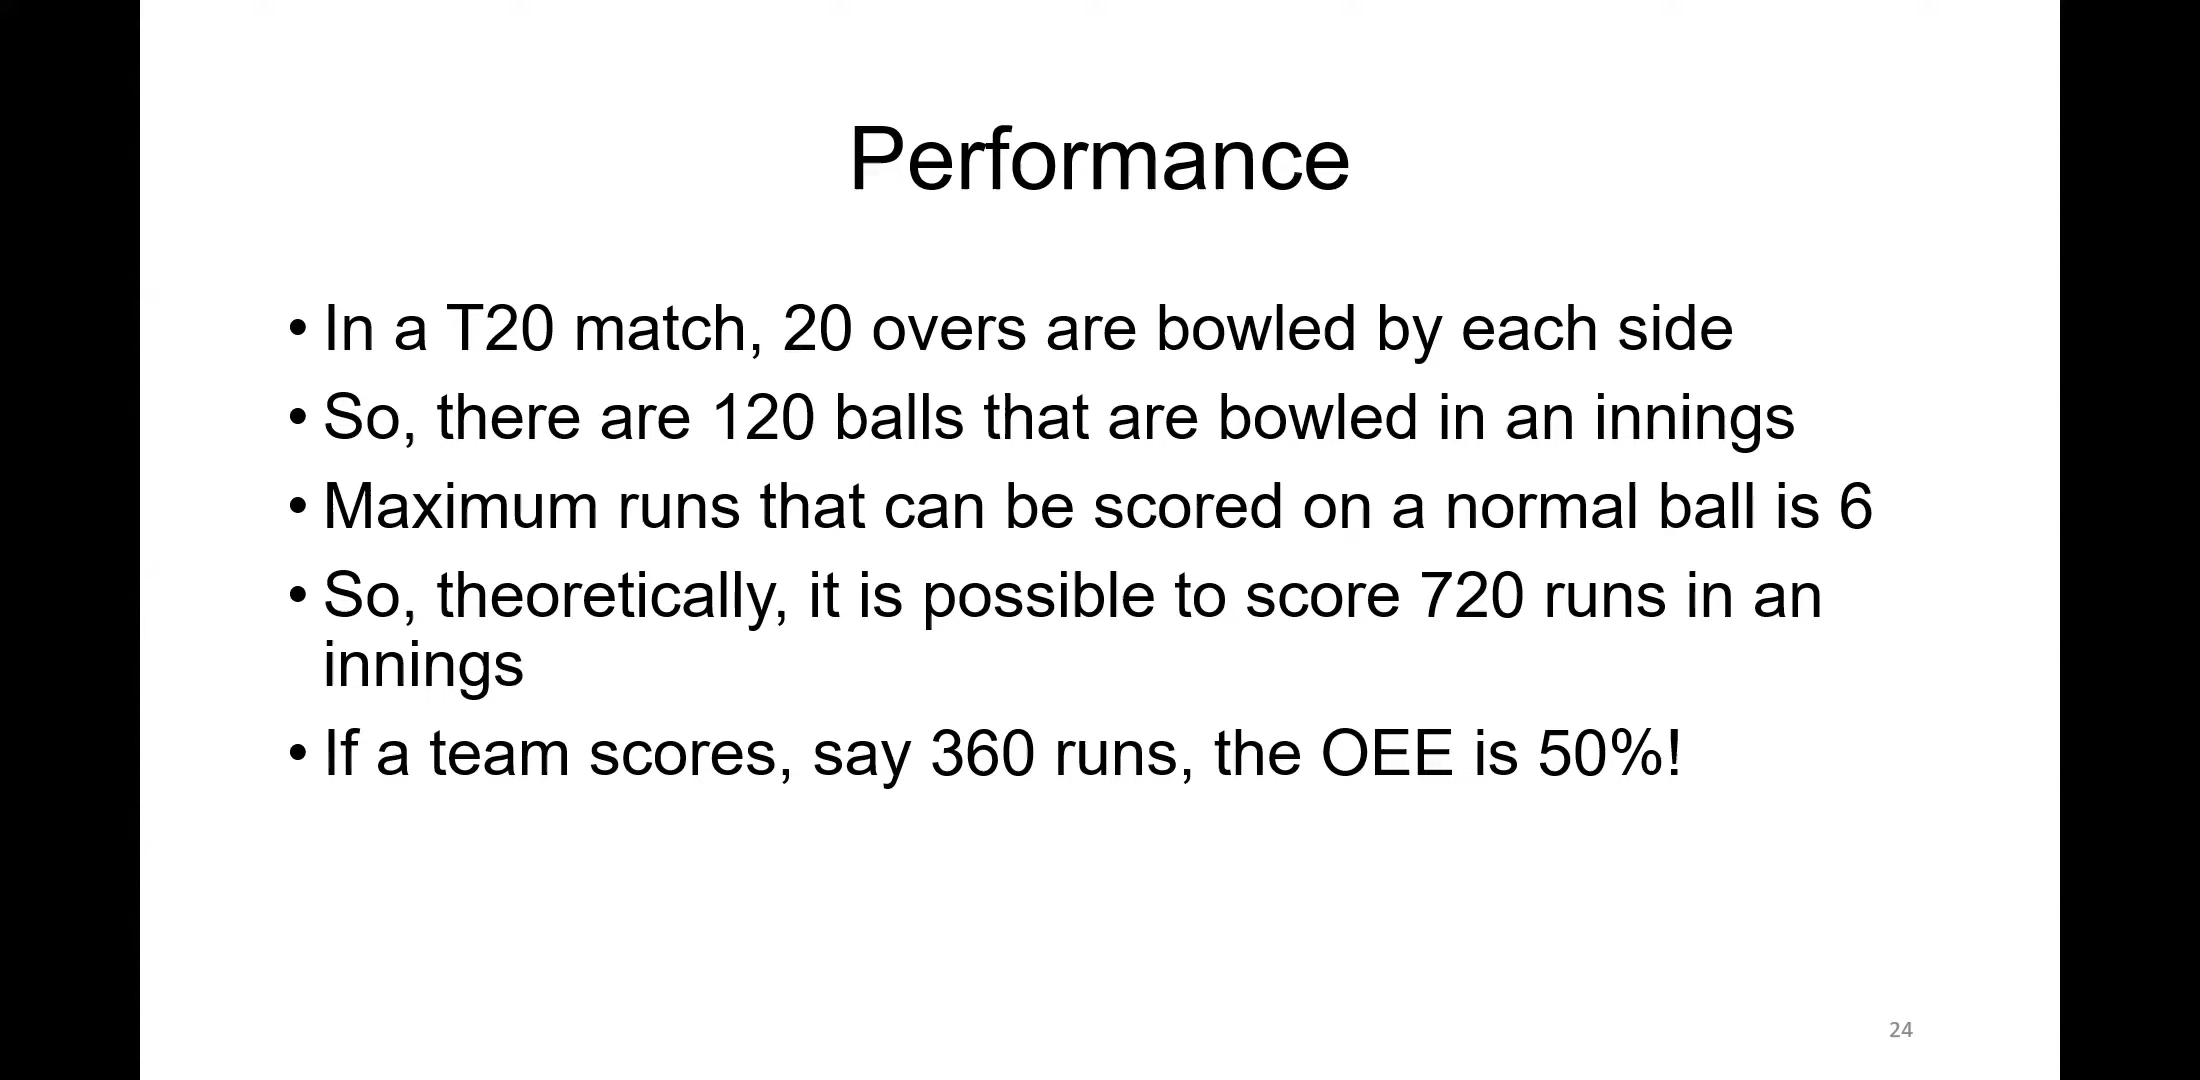 Performance
• In a T20 match, 20 overs are bowled by each side
• So, there are 120 balls that are bowled in an innings
• Maximum runs that can be scored on a normal ball is 6
• So, theoretically, it is possible to score 720 runs in an
innings
• If a team scores, say 360 runs, the OEE is 50%!
24